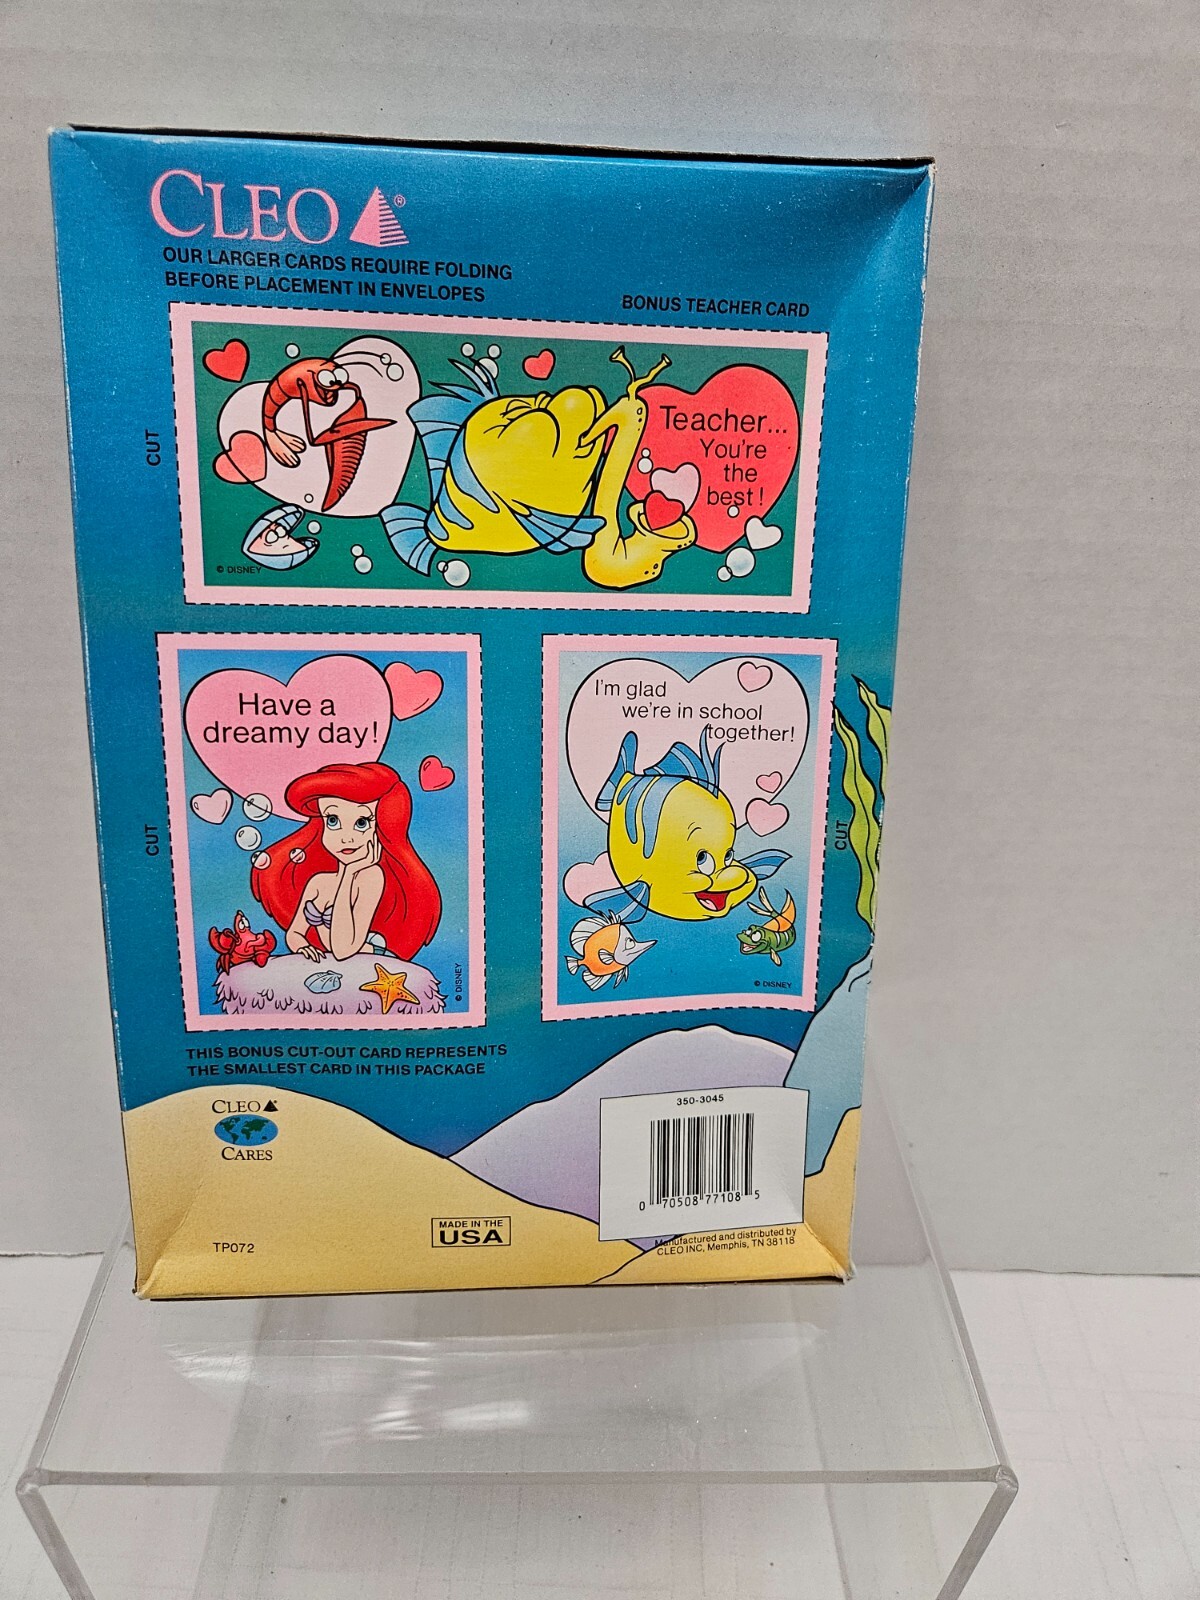 CLEO ®
OUR LARGER CARDS REQUIRE FOLDING
BEFORE PLACEMENT IN ENVELOPES
BONUS TEACHER CARD
CUT
Teacher...
You're
the
best!
© DISNEY
Have a
dreamy day!
© DISNEY
CUT
I'm glad
we're in school
together!
© DISNEY
CUT
THIS BONUS CUT-OUT CARD REPRESENTS
THE SMALLEST CARD IN THIS PACKAGE
CLEO
CARES
TP072
MADE IN THE
USA
350-3045
0 70508 77108 5
Manufactured and distributed by
CLEO INC, Memphis, TN 38118